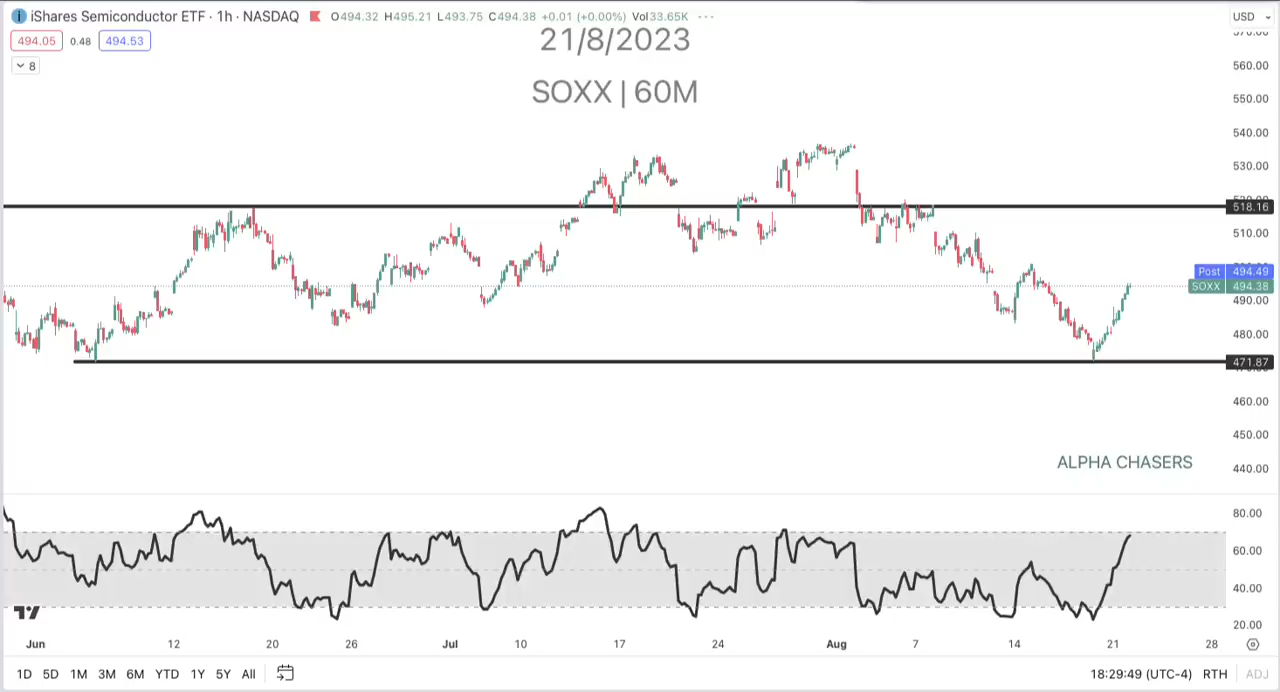 iShares Semiconductor ETF · 1h · NASDAQ O494.32 H495.21 L493.75 C494.38 +0.01 (+0.00%) Vol33.65K ···
USD
494.05 0.48 494.53
8
21/8/2023
SOXX | 60M
560.00
550.00
540.00
530.00
518.16
510.00
Post 494.49
SOXX 494.38
490.00
480.00
471.87
460.00
450.00
ALPHA CHASERS
440.00
80.00
60.00
40.00
20.00
Jun 12 20 26 Jul 10 17 24 Aug 7 14 21 28
1D 5D 1M 3M 6M YTD 1Y 5Y All 18:29:49 (UTC-4) RTH ADJ